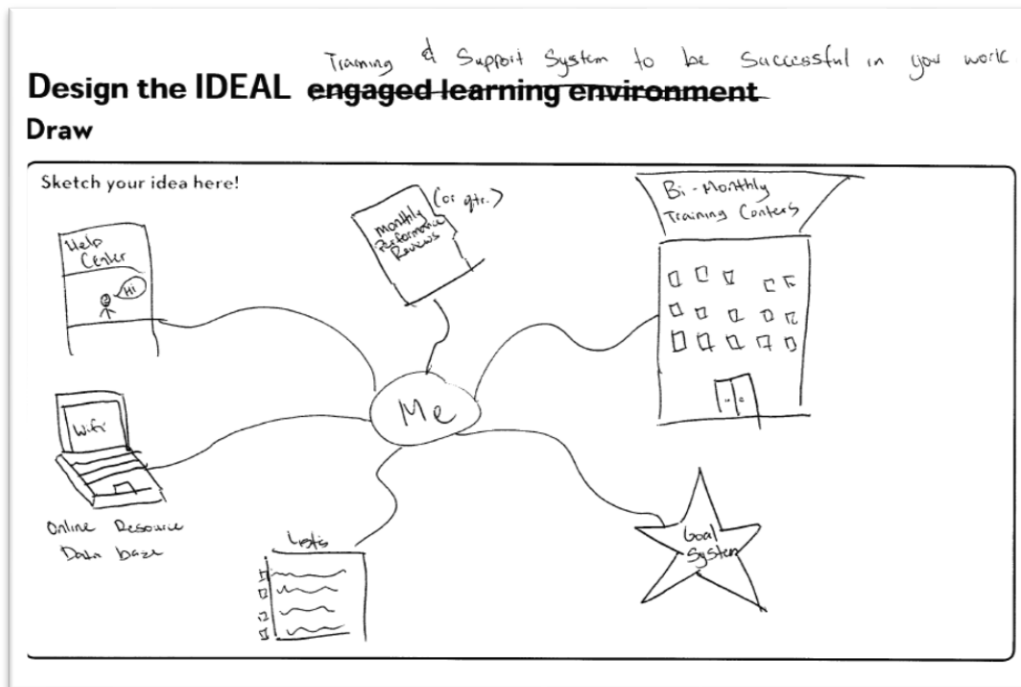 Training & Support System to be Successful in your work
Design the IDEAL engaged learning environment
Draw
Sketch your idea here!
Help
Center
Hi
monthly
Performance
Reviews
(or qtr.)
Bi-Monthly
Training Centers
Me
Wifi
Online Resource
Data base
Lists
Goal
System